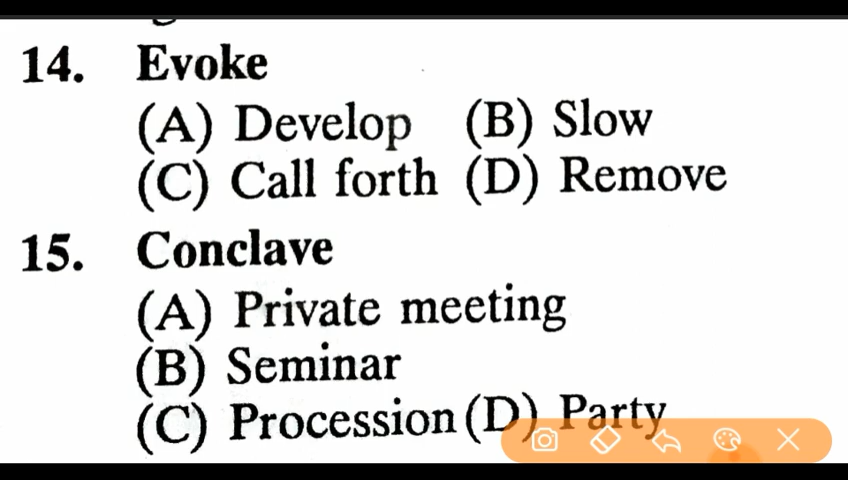 14. Evoke
(A) Develop (B) Slow
(C) Call forth (D) Remove
15. Conclave
(A) Private meeting
(B) Seminar
(C) Procession (D) Party